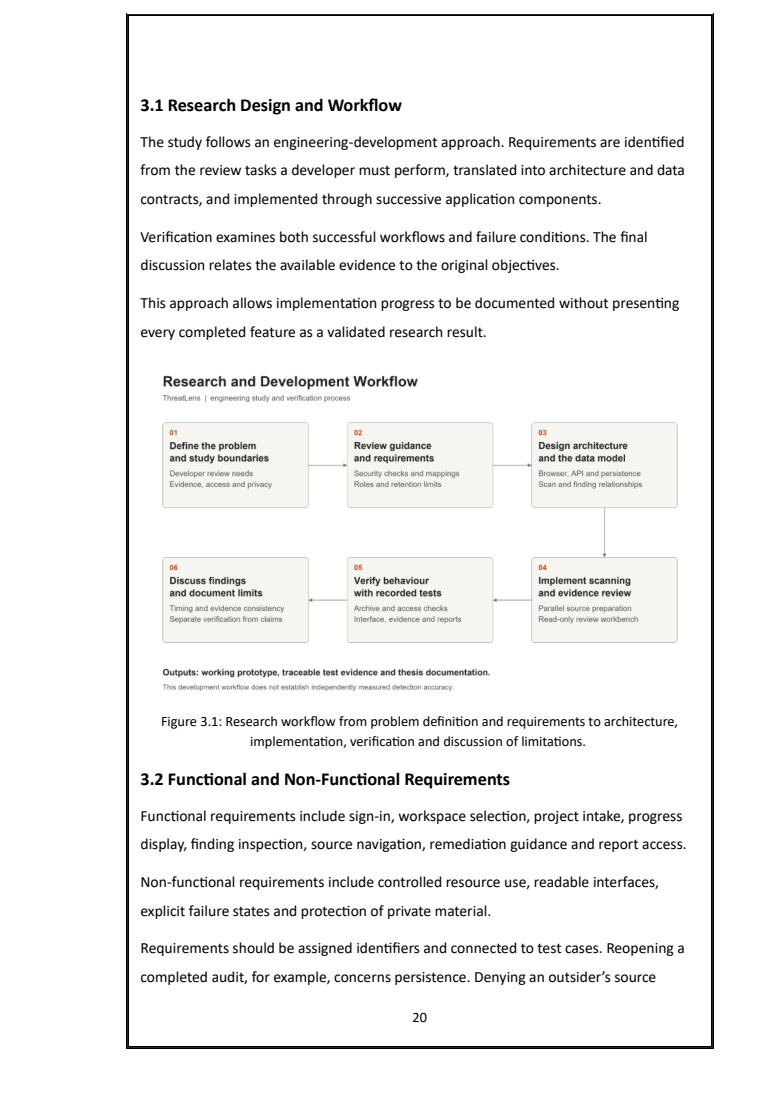 3.1 Research Design and Workflow
The study follows an engineering-development approach. Requirements are identified
from the review tasks a developer must perform, translated into architecture and data
contracts, and implemented through successive application components.
Verification examines both successful workflows and failure conditions. The final
discussion relates the available evidence to the original objectives.
This approach allows implementation progress to be documented without presenting
every completed feature as a validated research result.
Research and Development Workflow
ThreatLens | engineering study and verification process
01
Define the problem
and study boundaries
Developer review needs
Evidence, access and privacy
02
Review guidance
and requirements
Security checks and mappings
Roles and retention limits
03
Design architecture
and the data model
Browser, API and persistence
Scan and finding relationships
06
Discuss findings
and document limits
Timing and evidence consistency
Separate verification from claims
05
Verify behaviour
with recorded tests
Archive and access checks
Interface, evidence and reports
04
Implement scanning
and evidence review
Parallel source preparation
Read-only review workbench
Outputs: working prototype, traceable test evidence and thesis documentation.
This development workflow does not establish independently measured detection accuracy.
Figure 3.1: Research workflow from problem definition and requirements to architecture,
implementation, verification and discussion of limitations.
3.2 Functional and Non-Functional Requirements
Functional requirements include sign-in, workspace selection, project intake, progress
display, finding inspection, source navigation, remediation guidance and report access.
Non-functional requirements include controlled resource use, readable interfaces,
explicit failure states and protection of private material.
Requirements should be assigned identifiers and connected to test cases. Reopening a
completed audit, for example, concerns persistence. Denying an outsider’s source
20